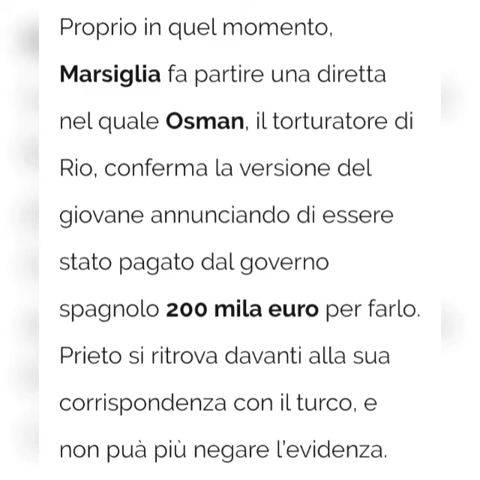 Proprio in quel momento,
Marsiglia fa partire una diretta
nel quale Osman, il torturatore di
Rio, conferma la versione del
giovane annunciando di essere
stato pagato dal governo
spagnolo 200 mila euro per farlo.
Prieto si ritrova davanti alla sua
corrispondenza con il turco, e
non puà più negare l'evidenza.